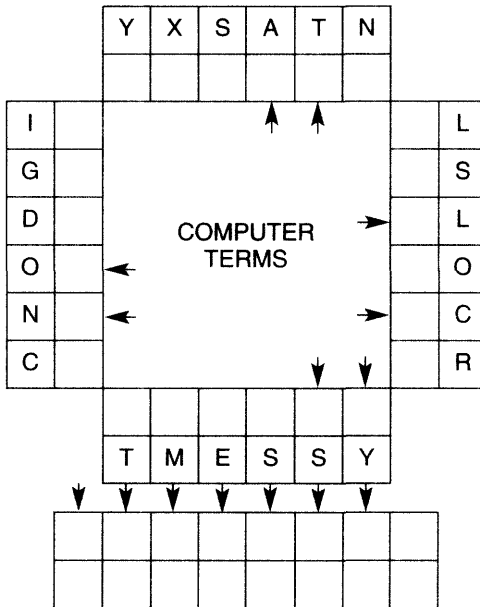 Y X S A T N
I L
G S
D L
COMPUTER
TERMS
O O
N C
C R
T M E S S Y